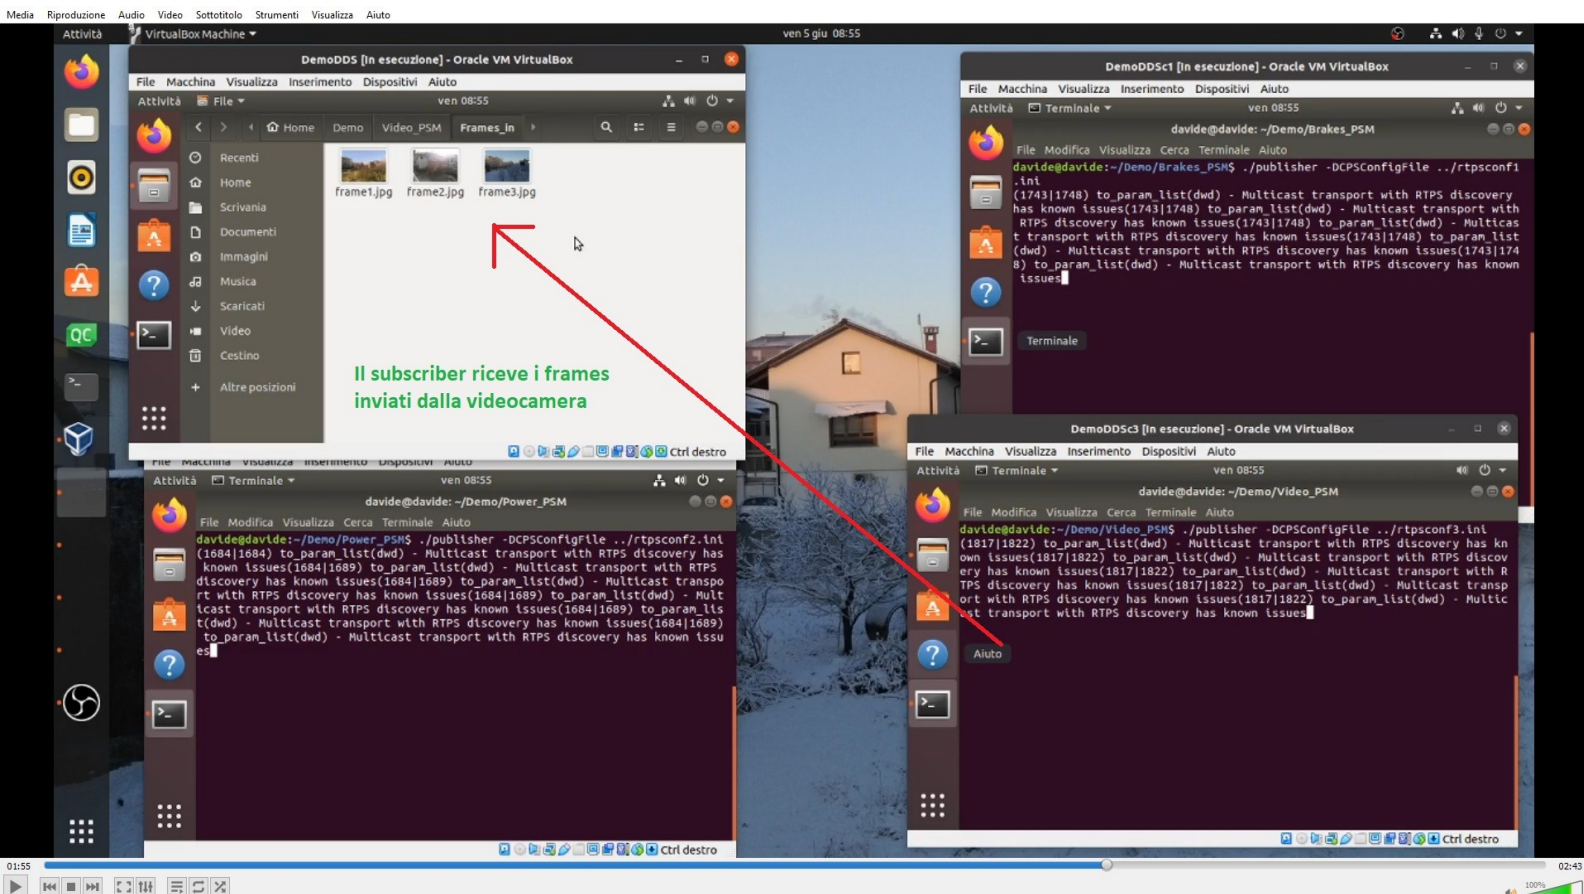 Media Riproduzione Audio Video Sottotitolo Strumenti Visualizza Aiuto
Attività VirtualBox Machine ven 5 giu 08:55
DemoDDS [In esecuzione] - Oracle VM VirtualBox
File Macchina Visualizza Inserimento Dispositivi Aiuto
Attività File ven 08:55
Home Demo Video_PSM Frames_in
Recenti
Home
Scrivania
Documenti
Immagini
Musica
Scaricati
Video
Cestino
Altre posizioni
frame1.jpg frame2.jpg frame3.jpg
Il subscriber riceve i frames
inviati dalla videocamera
Ctrl destro
QC
File Macchina Visualizza Inserimento Dispositivi Aiuto
Attività Terminale ven 08:55
davide@davide: ~/Demo/Power_PSM
File Modifica Visualizza Cerca Terminale Aiuto
davide@davide:~/Demo/Power_PSM$ ./publisher -DCPSConfigFile ../rtpsconf2.ini
(1684|1684) to_param_list(dwd) - Multicast transport with RTPS discovery has
 known issues(1684|1689) to_param_list(dwd) - Multicast transport with RTPS
discovery has known issues(1684|1689) to_param_list(dwd) - Multicast transpo
rt with RTPS discovery has known issues(1684|1689) to_param_list(dwd) - Mult
icast transport with RTPS discovery has known issues(1684|1689) to_param_lis
t(dwd) - Multicast transport with RTPS discovery has known issues(1684|1689)
 to_param_list(dwd) - Multicast transport with RTPS discovery has known issu
es
Ctrl destro
DemoDDSc1 [In esecuzione] - Oracle VM VirtualBox
File Macchina Visualizza Inserimento Dispositivi Aiuto
Attività Terminale ven 08:55
davide@davide: ~/Demo/Brakes_PSM
File Modifica Visualizza Cerca Terminale Aiuto
davide@davide:~/Demo/Brakes_PSM$ ./publisher -DCPSConfigFile ../rtpsconf1
.ini
(1743|1748) to_param_list(dwd) - Multicast transport with RTPS discovery
has known issues(1743|1748) to_param_list(dwd) - Multicast transport with
 RTPS discovery has known issues(1743|1748) to_param_list(dwd) - Multicas
t transport with RTPS discovery has known issues(1743|1748) to_param_list
(dwd) - Multicast transport with RTPS discovery has known issues(1743|174
8) to_param_list(dwd) - Multicast transport with RTPS discovery has known
 issues
Terminale
DemoDDSc3 [In esecuzione] - Oracle VM VirtualBox
File Macchina Visualizza Inserimento Dispositivi Aiuto
Attività Terminale ven 08:55
davide@davide: ~/Demo/Video_PSM
File Modifica Visualizza Cerca Terminale Aiuto
davide@davide:~/Demo/Video_PSM$ ./publisher -DCPSConfigFile ../rtpsconf3.ini
(1817|1822) to_param_list(dwd) - Multicast transport with RTPS discovery has kn
own issues(1817|1822) to_param_list(dwd) - Multicast transport with RTPS discov
ery has known issues(1817|1822) to_param_list(dwd) - Multicast transport with R
TPS discovery has known issues(1817|1822) to_param_list(dwd) - Multicast transp
ort with RTPS discovery has known issues(1817|1822) to_param_list(dwd) - Multic
ast transport with RTPS discovery has known issues
Aiuto
Ctrl destro
01:55 02:43
100%